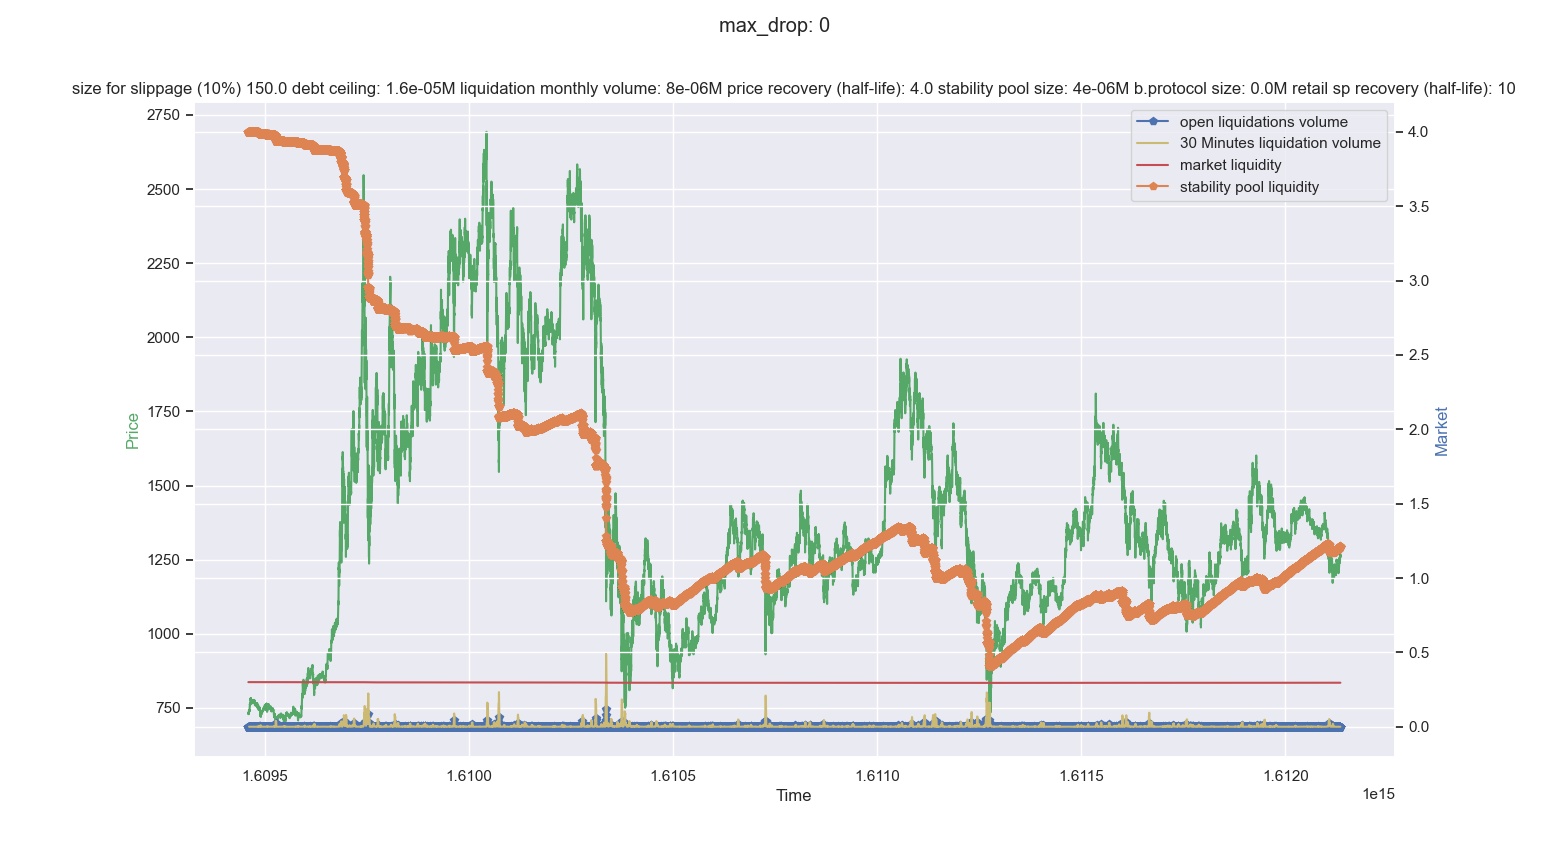 max_drop: 0
size for slippage (10%) 150.0 debt ceiling: 1.6e-05M liquidation monthly volume: 8e-06M price recovery (half-life): 4.0 stability pool size: 4e-06M b.protocol size: 0.0M retail sp recovery (half-life): 10
open liquidations volume
30 Minutes liquidation volume
market liquidity
stability pool liquidity
2750
2500
2250
2000
1750
1500
1250
1000
750
Price
4.0
3.5
3.0
2.5
2.0
1.5
1.0
0.5
0.0
Market
1.6095 1.6100 1.6105 1.6110 1.6115 1.6120
Time
1e15